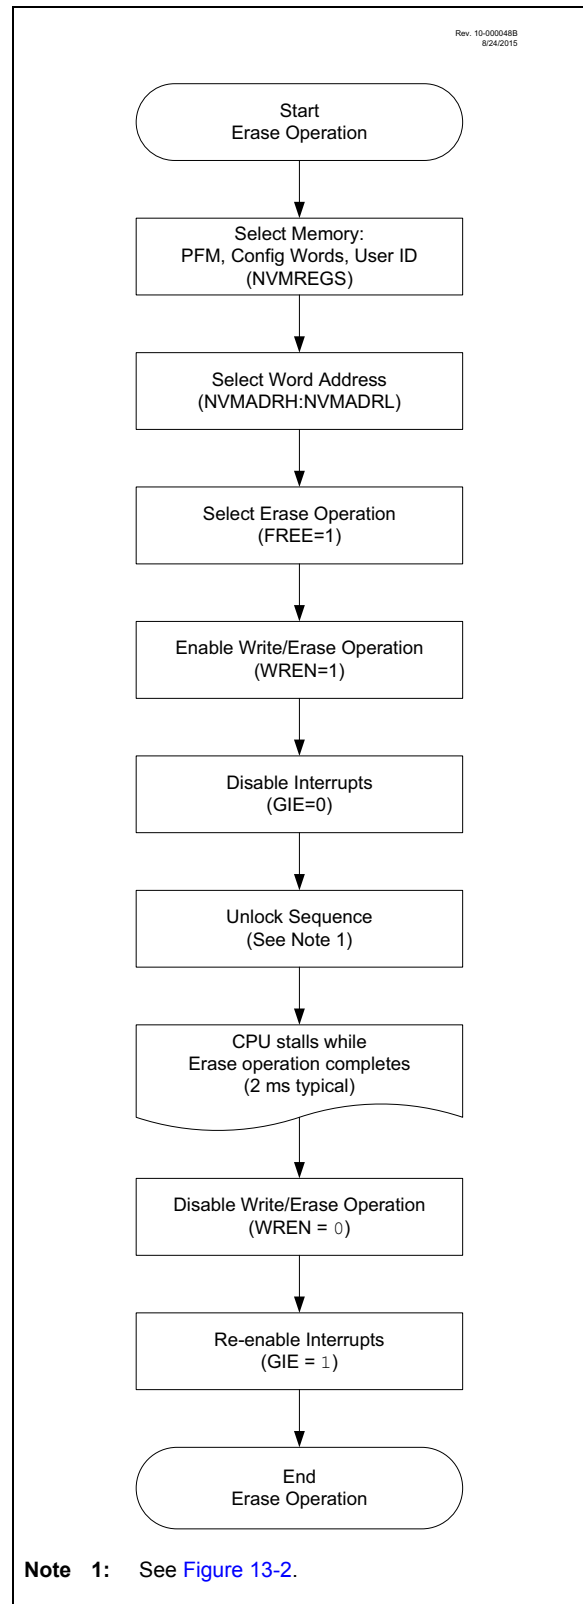 Rev. 10-000048B
8/24/2015
Start
Erase Operation
Select Memory:
PFM, Config Words, User ID
(NVMREGS)
Select Word Address
(NVMADRH:NVMADRL)
Select Erase Operation
(FREE=1)
Enable Write/Erase Operation
(WREN=1)
Disable Interrupts
(GIE=0)
Unlock Sequence
(See Note 1)
CPU stalls while
Erase operation completes
(2 ms typical)
Disable Write/Erase Operation
(WREN = 0)
Re-enable Interrupts
(GIE = 1)
End
Erase Operation
Note 1: See Figure 13-2.